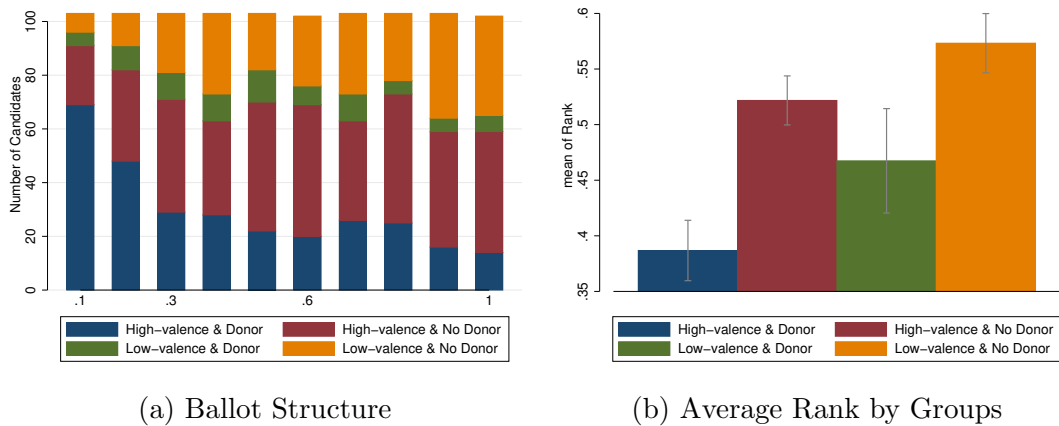 Number of Candidates
100
80
60
40
20
0
.1
.3
.6
1
High−valence & Donor
High−valence & No Donor
Low−valence & Donor
Low−valence & No Donor
(a) Ballot Structure
mean of Rank
.6
.55
.5
.45
.4
.35
High−valence & Donor
High−valence & No Donor
Low−valence & Donor
Low−valence & No Donor
(b) Average Rank by Groups